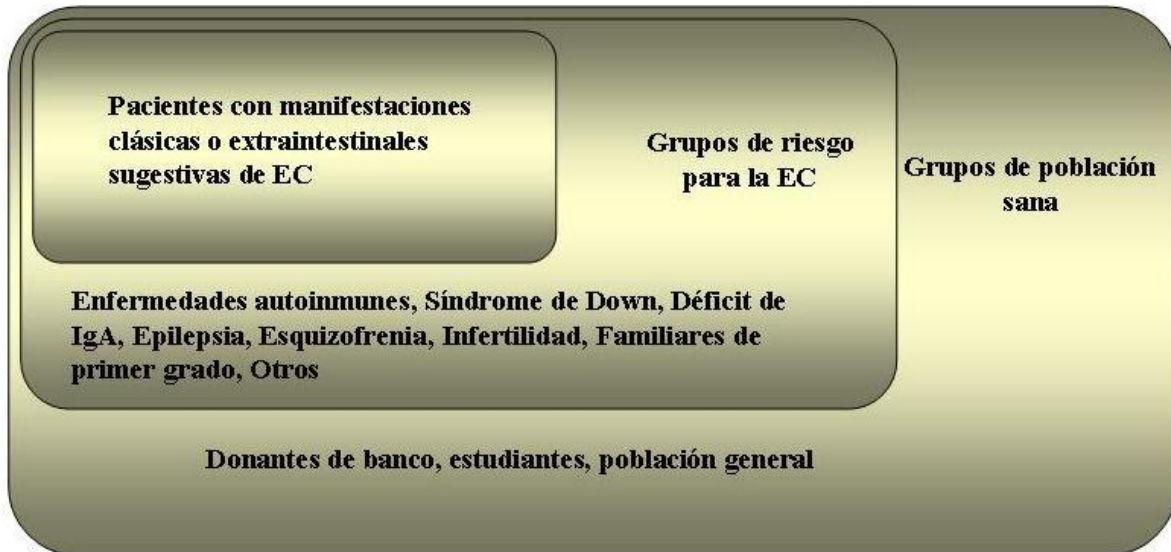 Pacientes con manifestaciones
clásicas o extraintestinales
sugestivas de EC
Grupos de riesgo
para la EC
Grupos de población
sana
Enfermedades autoinmunes, Síndrome de Down, Déficit de
IgA, Epilepsia, Esquizofrenia, Infertilidad, Familiares de
primer grado, Otros
Donantes de banco, estudiantes, población general